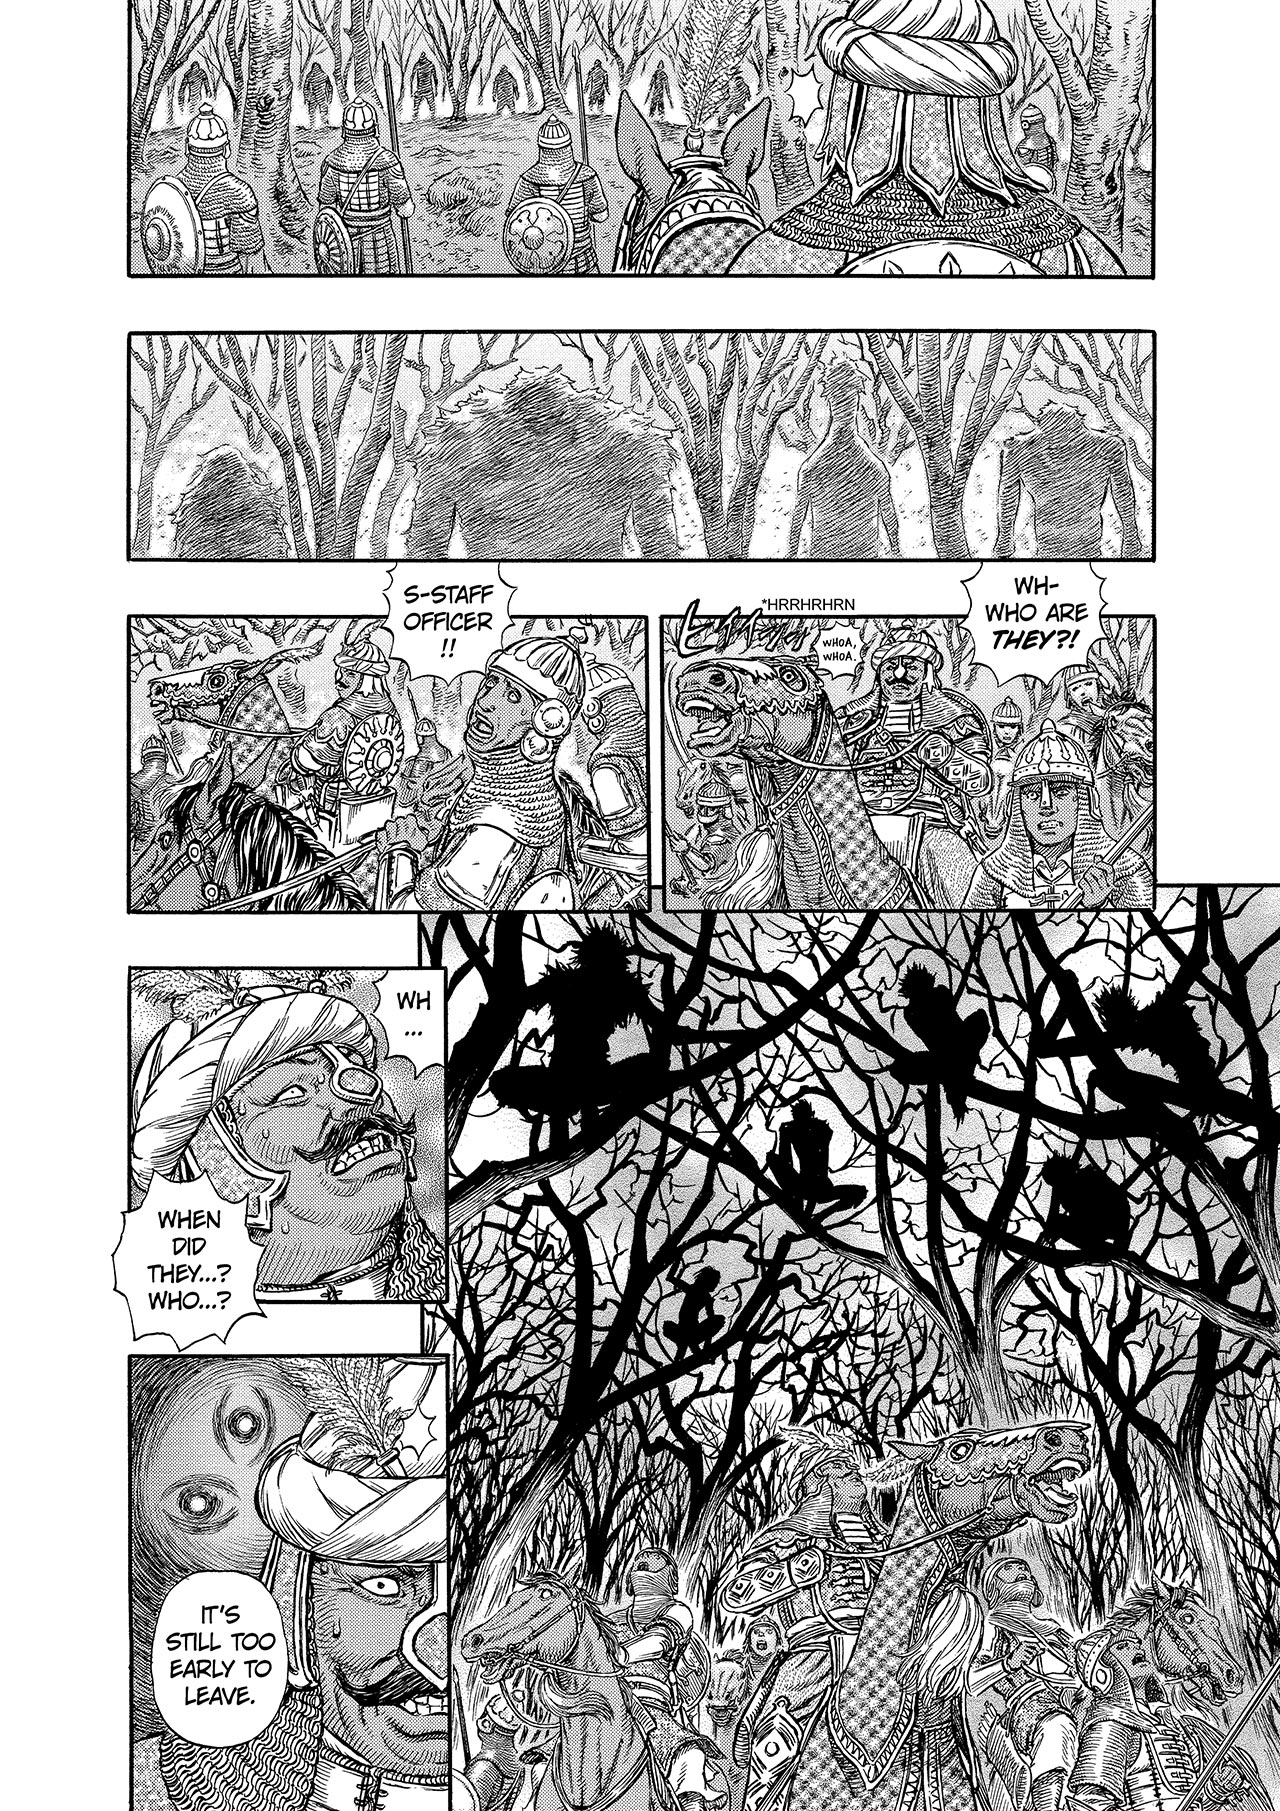 WH-
WHO ARE
THEY?!
WHOA,
WHOA.
*HRRHRHRN
S-STAFF
OFFICER
!!
WH
...
WHEN
DID
THEY...?
WHO...?
IT'S
STILL TOO
EARLY TO
LEAVE.